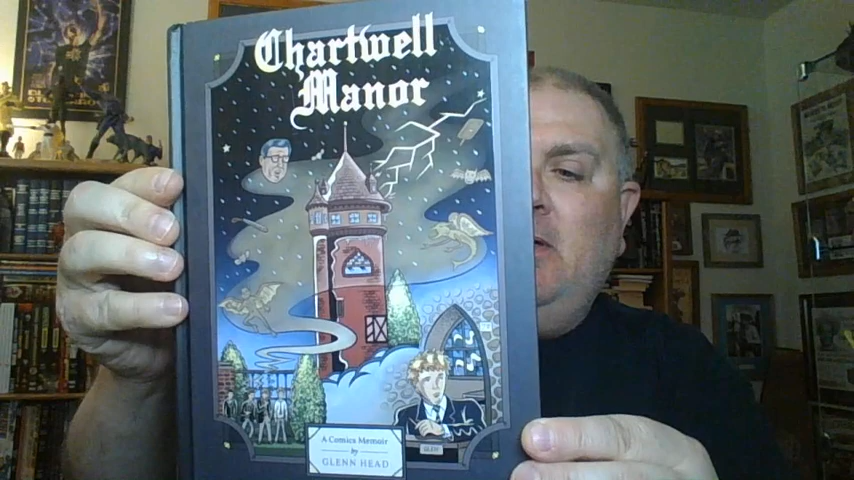 Chartwell
Manor
A Comics Memoir
by
GLENN HEAD